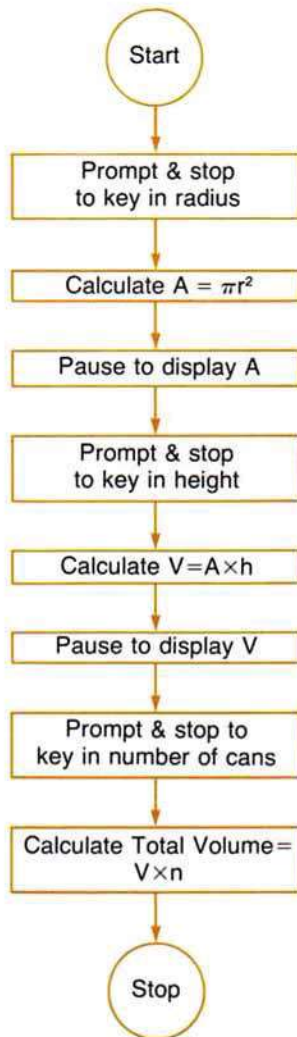 Start
Prompt & stop
to key in radius
Calculate A = πr²
Pause to display A
Prompt & stop
to key in height
Calculate V=A×h
Pause to display V
Prompt & stop to
key in number of cans
Calculate Total Volume=
V×n
Stop